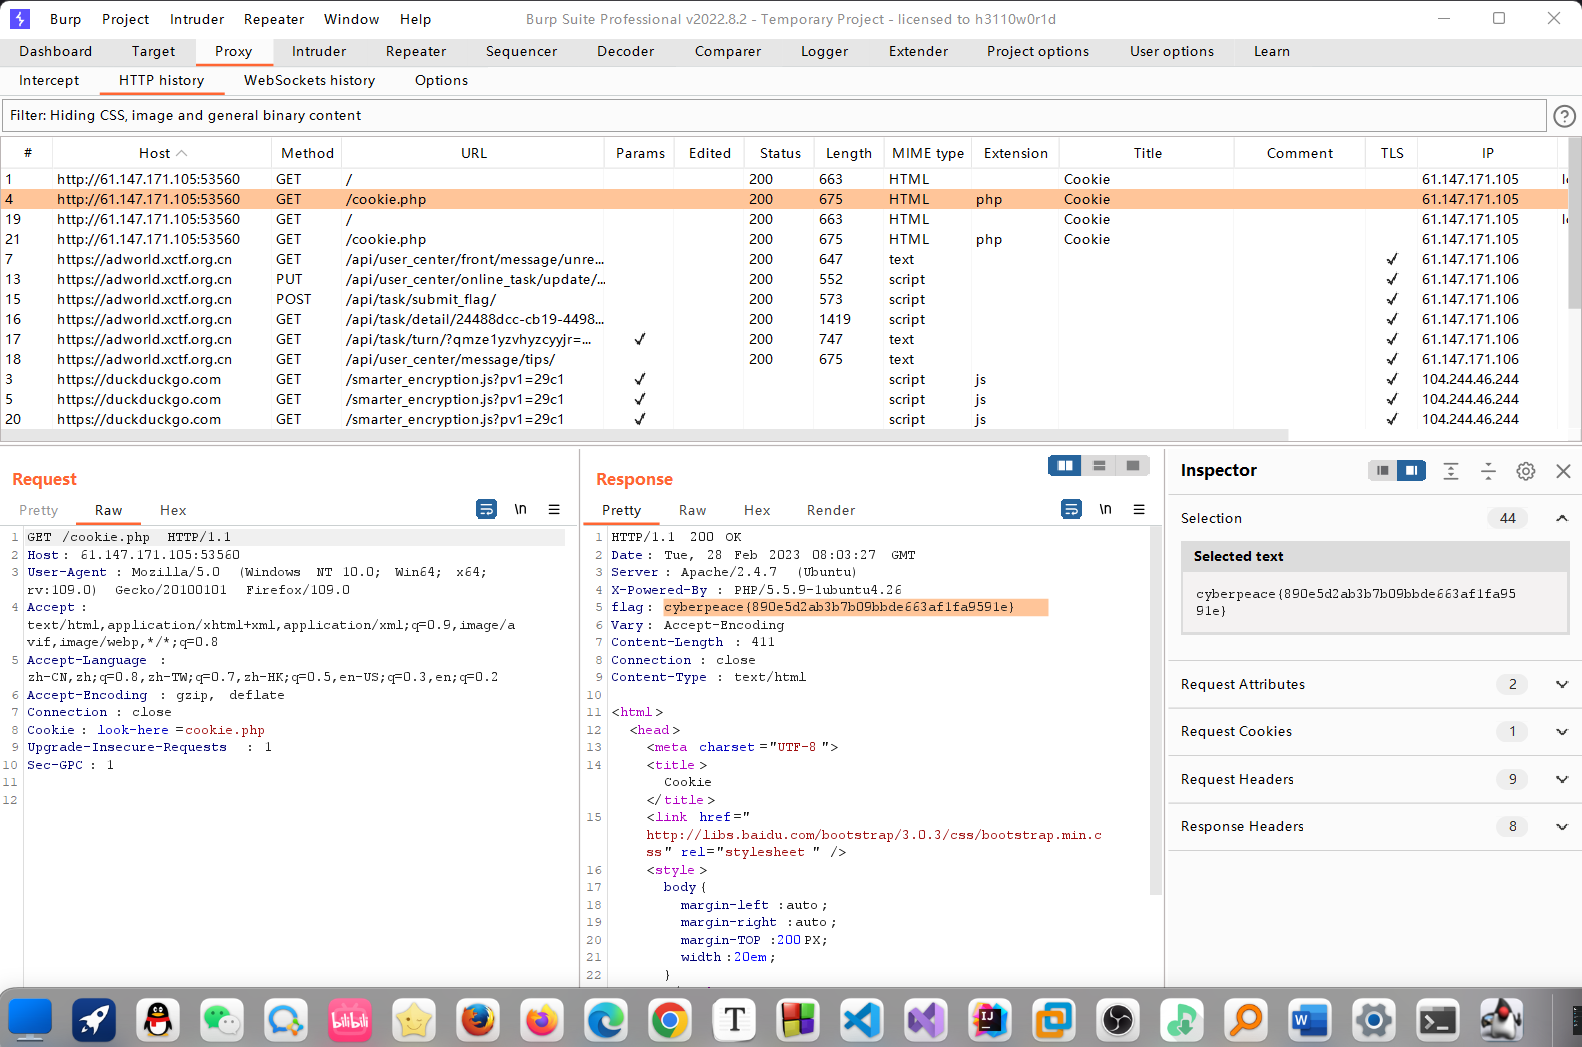 Burp Project Intruder Repeater Window Help Burp Suite Professional v2022.8.2 - Temporary Project - licensed to h3110w0r1d
Dashboard Target Proxy Intruder Repeater Sequencer Decoder Comparer Logger Extender Project options User options Learn
Intercept HTTP history WebSockets history Options
Filter: Hiding CSS, image and general binary content ?
# Host Method URL Params Edited Status Length MIME type Extension Title Comment TLS IP
1 http://61.147.171.105:53560 GET / 200 663 HTML Cookie 61.147.171.105
4 http://61.147.171.105:53560 GET /cookie.php 200 675 HTML php Cookie 61.147.171.105
19 http://61.147.171.105:53560 GET / 200 663 HTML Cookie 61.147.171.105
21 http://61.147.171.105:53560 GET /cookie.php 200 675 HTML php Cookie 61.147.171.105
7 https://adworld.xctf.org.cn GET /api/user_center/front/message/unre... 200 647 text ✓ 61.147.171.106
13 https://adworld.xctf.org.cn PUT /api/user_center/online_task/update/... 200 552 script ✓ 61.147.171.106
15 https://adworld.xctf.org.cn POST /api/task/submit_flag/ 200 573 script ✓ 61.147.171.106
16 https://adworld.xctf.org.cn GET /api/task/detail/24488dcc-cb19-4498... 200 1419 script ✓ 61.147.171.106
17 https://adworld.xctf.org.cn GET /api/task/turn/?qmze1yzvhyzcyyjr=... ✓ 200 747 text ✓ 61.147.171.106
18 https://adworld.xctf.org.cn GET /api/user_center/message/tips/ 200 675 text ✓ 61.147.171.106
3 https://duckduckgo.com GET /smarter_encryption.js?pv1=29c1 ✓ script js ✓ 104.244.46.244
5 https://duckduckgo.com GET /smarter_encryption.js?pv1=29c1 ✓ script js ✓ 104.244.46.244
20 https://duckduckgo.com GET /smarter_encryption.js?pv1=29c1 ✓ script js ✓ 104.244.46.244
Request
Pretty Raw Hex \n
1 GET /cookie.php HTTP/1.1
2 Host: 61.147.171.105:53560
3 User-Agent: Mozilla/5.0 (Windows NT 10.0; Win64; x64;
rv:109.0) Gecko/20100101 Firefox/109.0
4 Accept:
text/html,application/xhtml+xml,application/xml;q=0.9,image/a
vif,image/webp,*/*;q=0.8
5 Accept-Language:
zh-CN,zh;q=0.8,zh-TW;q=0.7,zh-HK;q=0.5,en-US;q=0.3,en;q=0.2
6 Accept-Encoding: gzip, deflate
7 Connection: close
8 Cookie: look-here=cookie.php
9 Upgrade-Insecure-Requests: 1
10 Sec-GPC: 1
11
12
Response
Pretty Raw Hex Render \n
1 HTTP/1.1 200 OK
2 Date: Tue, 28 Feb 2023 08:03:27 GMT
3 Server: Apache/2.4.7 (Ubuntu)
4 X-Powered-By: PHP/5.5.9-1ubuntu4.26
5 flag: cyberpeace{890e5d2ab3b7b09bbde663af1fa9591e}
6 Vary: Accept-Encoding
7 Content-Length: 411
8 Connection: close
9 Content-Type: text/html
10
11 <html>
12 <head>
13 <meta charset="UTF-8">
14 <title>
Cookie
</title>
15 <link href="
http://libs.baidu.com/bootstrap/3.0.3/css/bootstrap.min.c
ss" rel="stylesheet" />
16 <style>
17 body{
18 margin-left:auto;
19 margin-right:auto;
20 margin-TOP:200PX;
21 width:20em;
22 }
Inspector
Selection 44
Selected text
cyberpeace{890e5d2ab3b7b09bbde663af1fa95
91e}
Request Attributes 2
Request Cookies 1
Request Headers 9
Response Headers 8
bilibili T IJ W